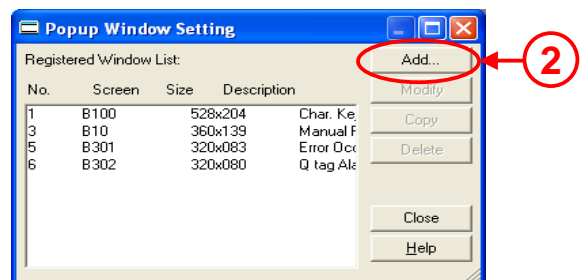 Popup Window Setting
Registered Window List:
Add...
2
No. Screen Size Description
Modify
1 B100 528x204 Char. Ke
Copy
3 B10 360x139 Manual
5 B301 320x083 Error Occ
Delete
6 B302 320x080 Q tag Ala
Close
Help